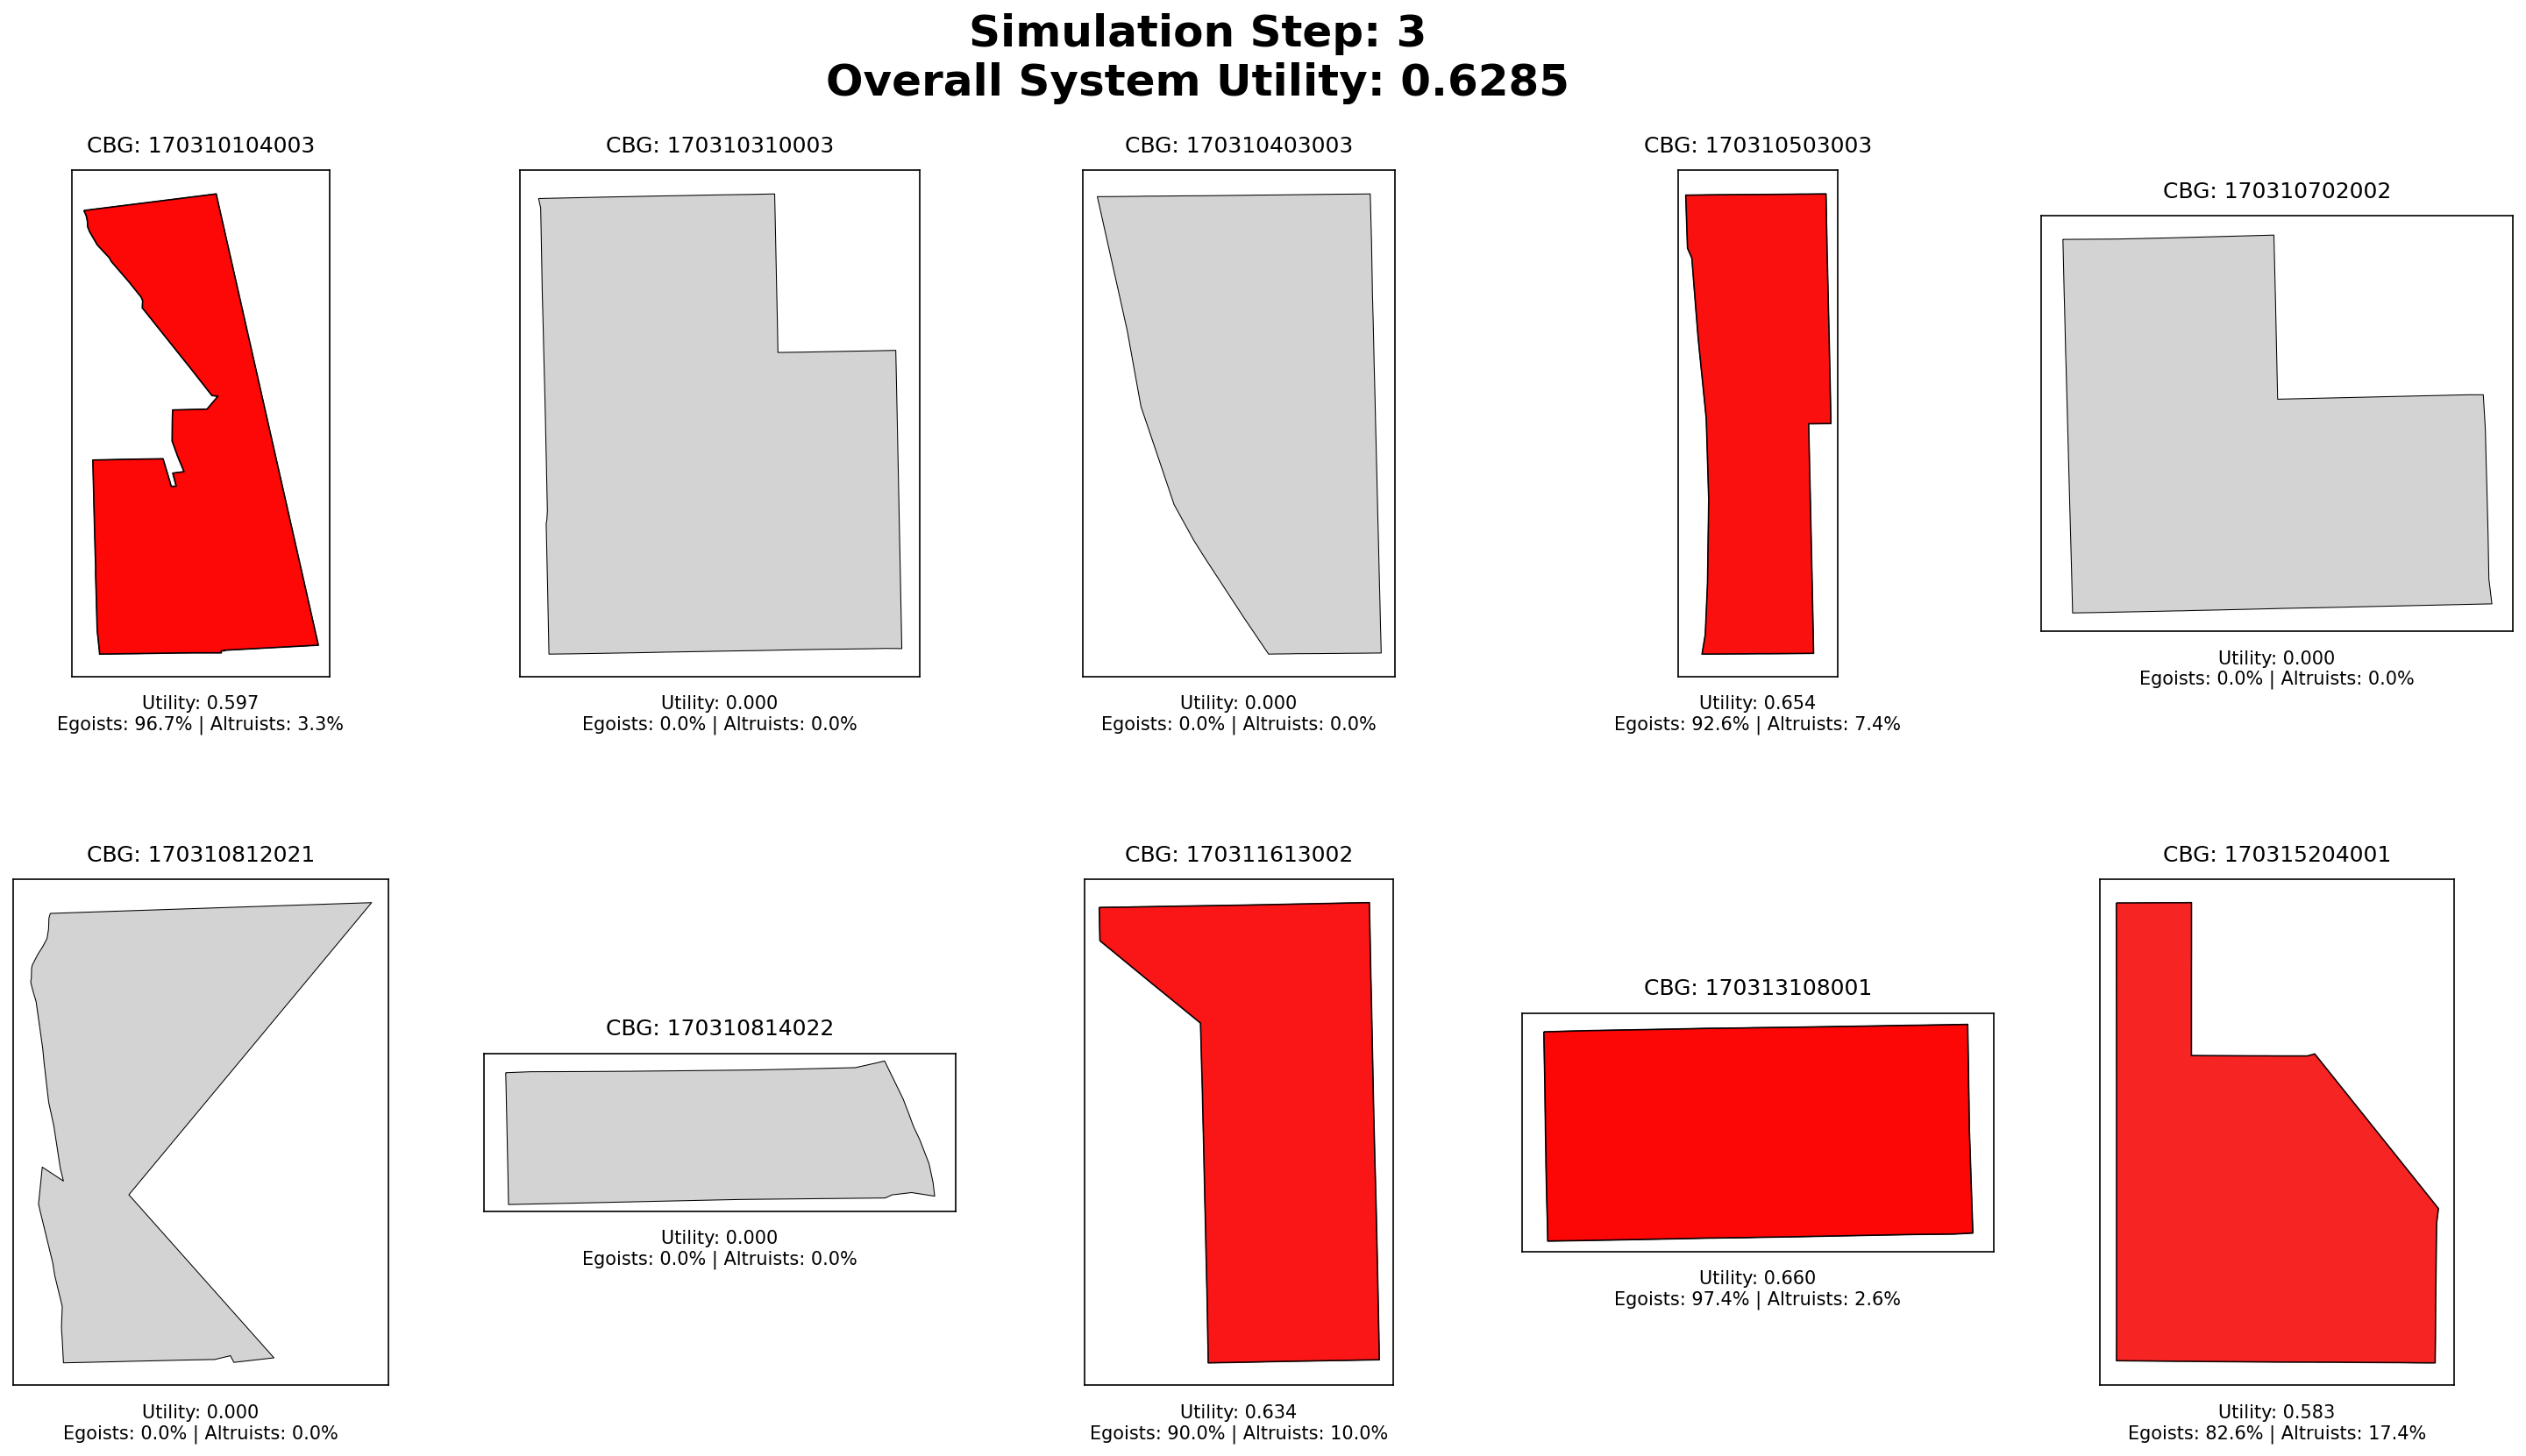 Simulation Step: 3
Overall System Utility: 0.6285
CBG: 170310104003
Utility: 0.597
Egoists: 96.7% | Altruists: 3.3%
CBG: 170310310003
Utility: 0.000
Egoists: 0.0% | Altruists: 0.0%
CBG: 170310403003
Utility: 0.000
Egoists: 0.0% | Altruists: 0.0%
CBG: 170310503003
Utility: 0.654
Egoists: 92.6% | Altruists: 7.4%
CBG: 170310702002
Utility: 0.000
Egoists: 0.0% | Altruists: 0.0%
CBG: 170310812021
Utility: 0.000
Egoists: 0.0% | Altruists: 0.0%
CBG: 170310814022
Utility: 0.000
Egoists: 0.0% | Altruists: 0.0%
CBG: 170311613002
Utility: 0.634
Egoists: 90.0% | Altruists: 10.0%
CBG: 170313108001
Utility: 0.660
Egoists: 97.4% | Altruists: 2.6%
CBG: 170315204001
Utility: 0.583
Egoists: 82.6% | Altruists: 17.4%